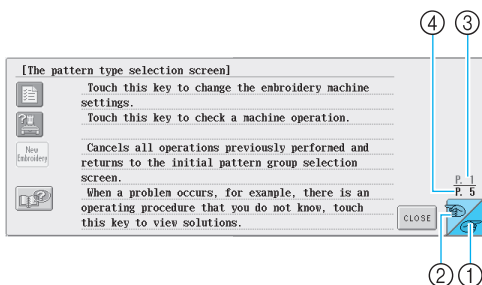 ④ ③
[The pattern type selection screen]
Touch this key to change the embroidery machine
settings.
Touch this key to check a machine operation.
New
Embroidery
Cancels all operations previously performed and
returns to the initial pattern group selection
screen.
When a problem occurs, for example, there is an
operating procedure that you do not know, touch
this key to view solutions.
P. 1
P. 5
CLOSE
② ①